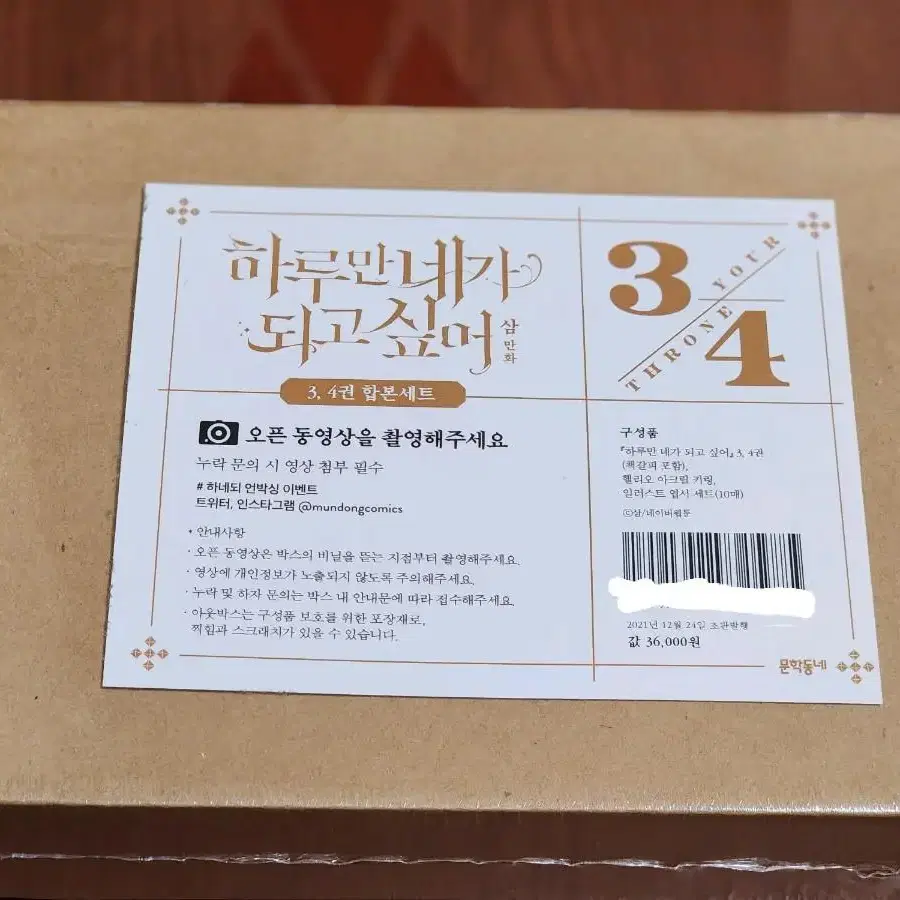 하루만 네가
되고 싶어
삼
만
화
3, 4권 합본세트
3
4
THRONE YOUR
오픈 동영상을 촬영해주세요
누락 문의 시 영상 첨부 필수
# 하네되 언박싱 이벤트
트위터, 인스타그램 @mundongcomics
• 안내사항
· 오픈 동영상은 박스의 비닐을 뜯는 지점부터 촬영해주세요.
· 영상에 개인정보가 노출되지 않도록 주의해주세요.
· 누락 및 하자 문의는 박스 내 안내문에 따라 접수해주세요.
· 아웃박스는 구성품 보호를 위한 포장재로,
찍힘과 스크래치가 있을 수 있습니다.
구성품
『하루만 네가 되고 싶어』 3, 4권
(책갈피 포함),
헬리오 아크릴 키링,
일러스트 엽서 세트(10매)
ⓒ삼/네이버웹툰
2021년 12월 24일 초판발행
값 36,000원
문학동네